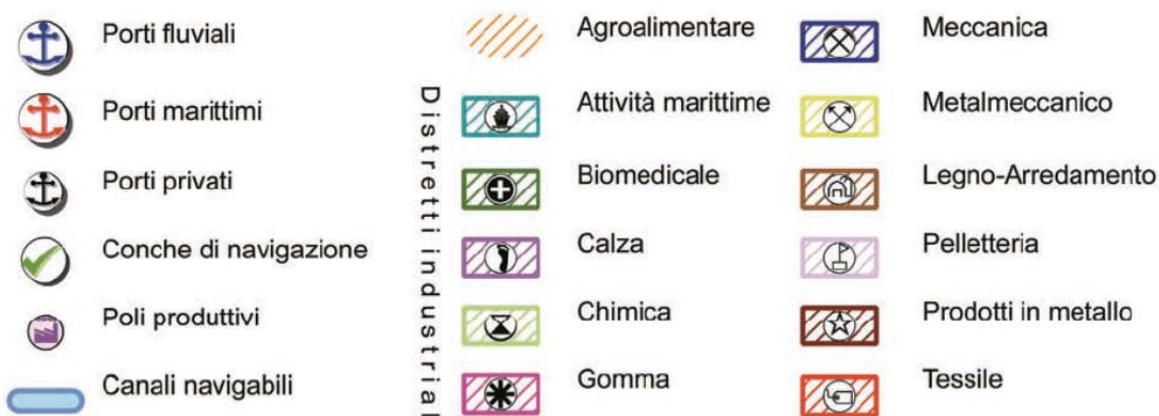 Porti fluviali
Porti marittimi
Porti privati
Conche di navigazione
Poli produttivi
Canali navigabili
Distretti industrial
Agroalimentare
Attività marittime
Biomedicale
Calza
Chimica
Gomma
Meccanica
Metalmeccanico
Legno-Arredamento
Pelletteria
Prodotti in metallo
Tessile